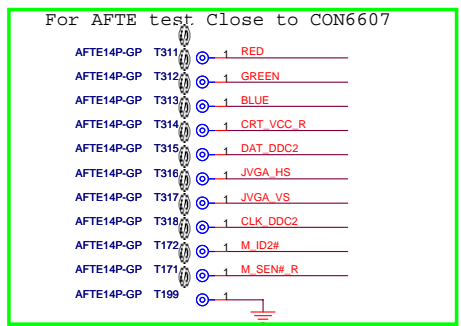 For AFTE test Close to CON6607
AFTE14P-GP T311 1 RED
AFTE14P-GP T312 1 GREEN
AFTE14P-GP T313 1 BLUE
AFTE14P-GP T314 1 CRT_VCC_R
AFTE14P-GP T315 1 DAT_DDC2
AFTE14P-GP T316 1 JVGA_HS
AFTE14P-GP T317 1 JVGA_VS
AFTE14P-GP T318 1 CLK_DDC2
AFTE14P-GP T172 1 M_ID2#
AFTE14P-GP T171 1 M_SEN#_R
AFTE14P-GP T199 1